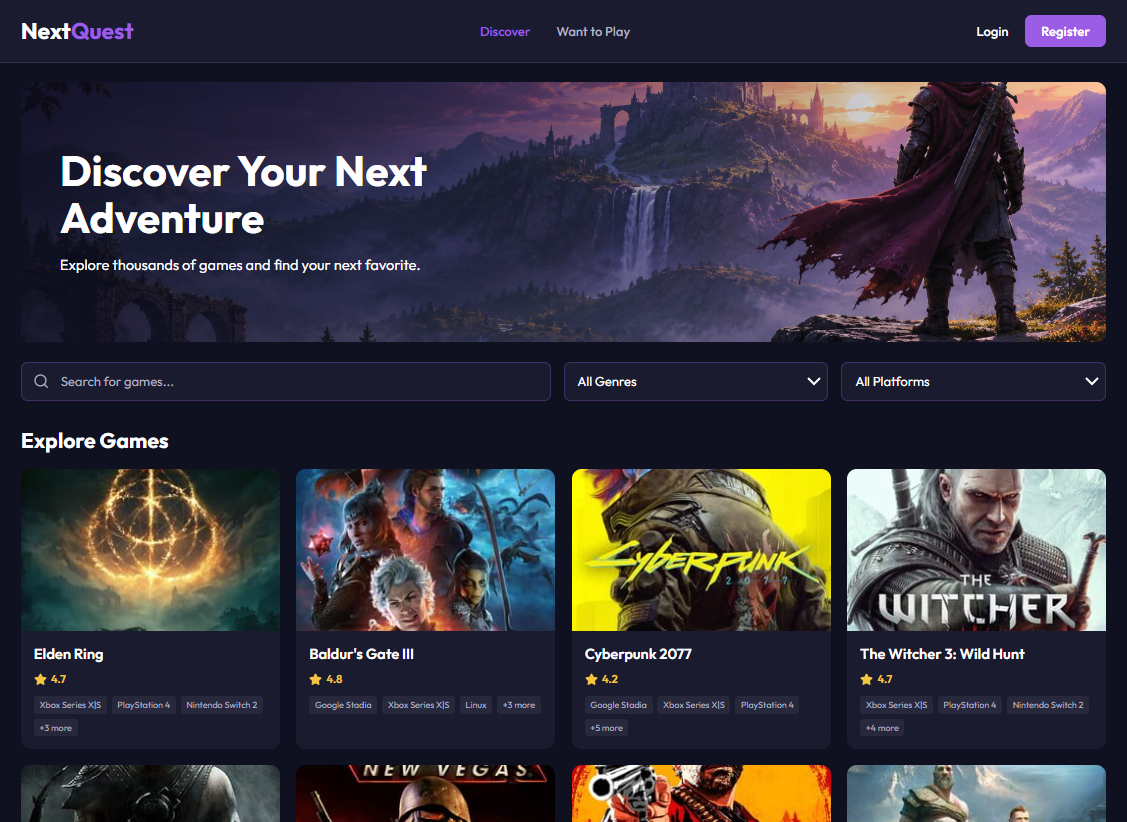 NextQuest
Discover
Want to Play
Login
Register
Discover Your Next
Adventure
Explore thousands of games and find your next favorite.
Search for games...
All Genres
All Platforms
Explore Games
CYBERPUNK
2077
THE
WITCHER
Elden Ring
4.7
Xbox Series X|S
PlayStation 4
Nintendo Switch 2
+3 more
Baldur's Gate III
4.8
Google Stadia
Xbox Series X|S
Linux
+3 more
Cyberpunk 2077
4.2
Google Stadia
Xbox Series X|S
PlayStation 4
+5 more
The Witcher 3: Wild Hunt
4.7
Xbox Series X|S
PlayStation 4
Nintendo Switch 2
+4 more
NEW VEGAS